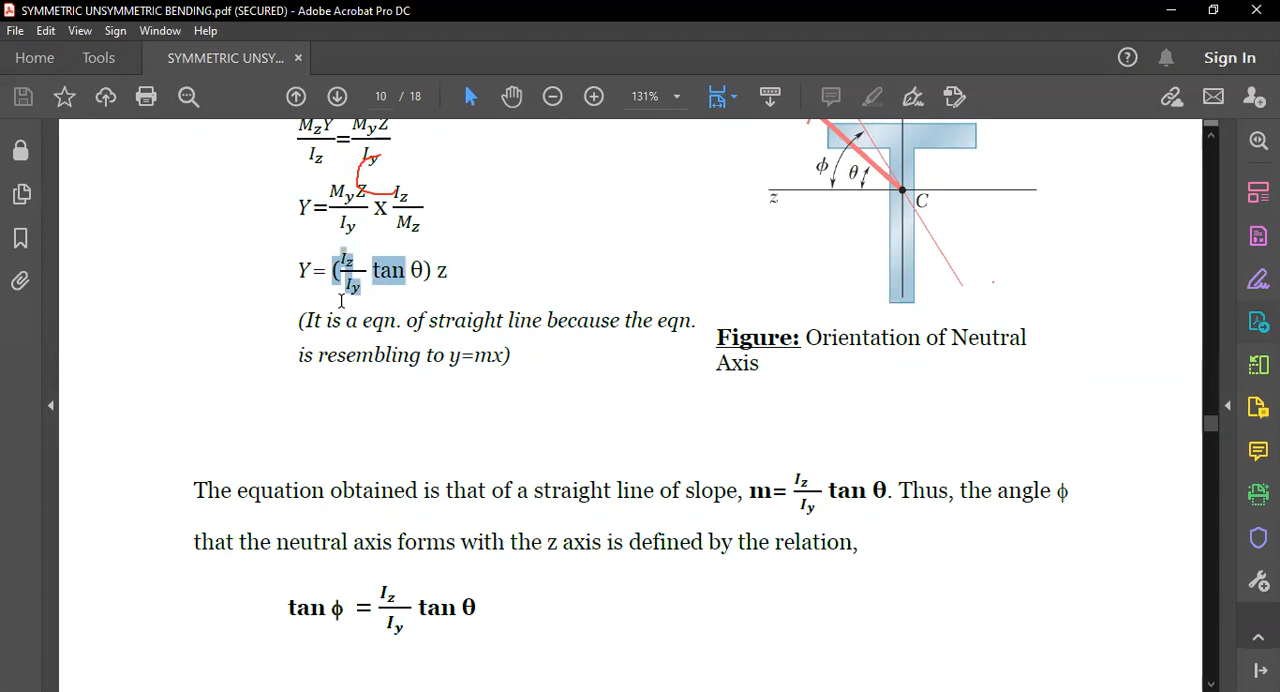 SYMMETRIC UNSYMMETRIC BENDING.pdf (SECURED) - Adobe Acrobat Pro DC
File Edit View Sign Window Help
Home Tools SYMMETRIC UNSY... × Sign In
10 / 18 131%
M_z Y / I_z = M_y Z / I_y
Y = M_y Z / I_y X I_z / M_z
Y= (I_z / I_y tan θ) z
(It is a eqn. of straight line because the eqn.
is resembling to y=mx)
ϕ θ
z C
Figure: Orientation of Neutral
Axis
The equation obtained is that of a straight line of slope, m= I_z / I_y tan θ. Thus, the angle ϕ
that the neutral axis forms with the z axis is defined by the relation,
tan ϕ = I_z / I_y tan θ